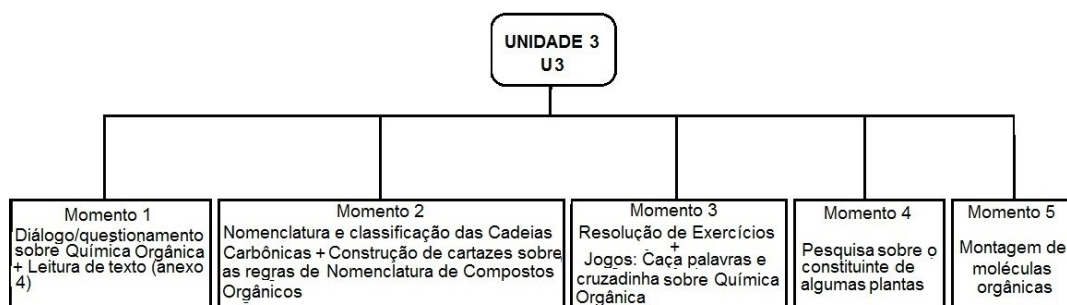 UNIDADE 3
U3
Momento 1
Diálogo/questionamento
sobre Química Orgânica
+ Leitura de texto (anexo
4)
Momento 2
Nomenclatura e classificação das Cadeias
Carbônicas + Construção de cartazes sobre
as regras de Nomenclatura de Compostos
Orgânicos
Momento 3
Resolução de Exercícios
+
Jogos: Caça palavras e
cruzadinha sobre Química
Orgânica
Momento 4
Pesquisa sobre o
constituinte de
algumas plantas
Momento 5
Montagem de
moléculas
orgânicas